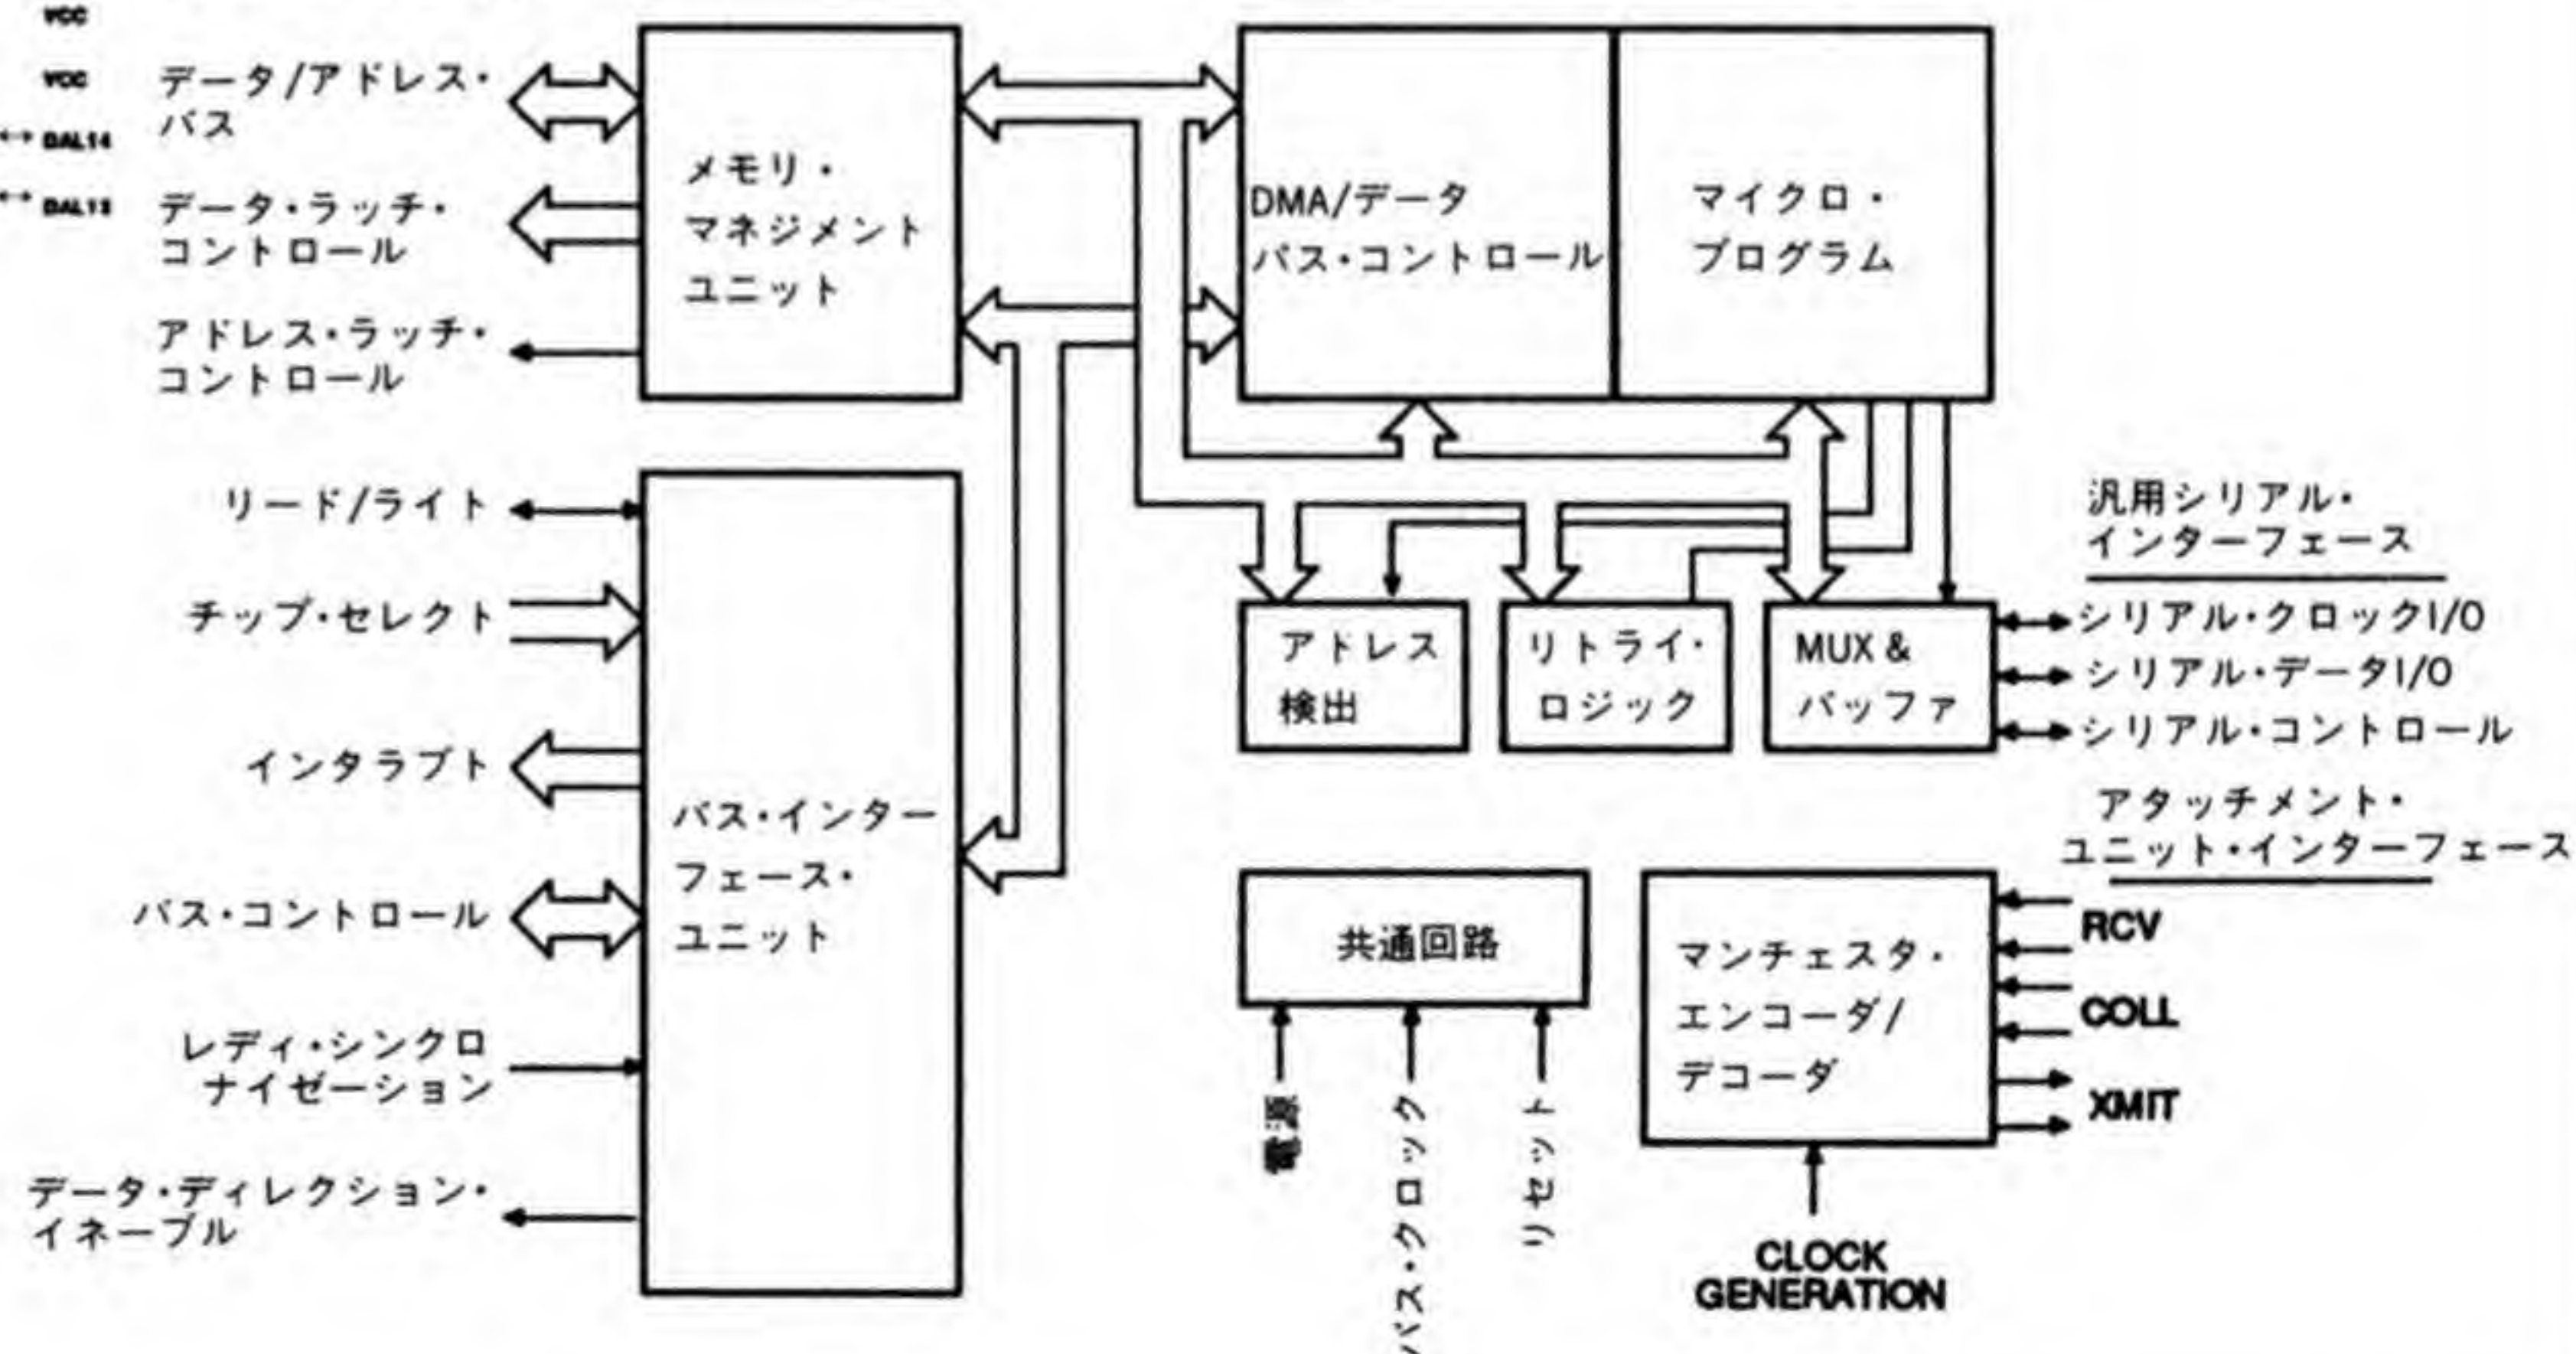 VCC
VCC
DAL14
DAL15
データ/アドレス・
バス
データ・ラッチ・
コントロール
アドレス・ラッチ・
コントロール
メモリ・
マネジメント
ユニット
DMA/データ
バス・コントロール
マイクロ・
プログラム
リード/ライト
チップ・セレクト
インタラプト
バス・コントロール
レディ・シンクロ
ナイゼーション
データ・ディレクション・
イネーブル
バス・インター
フェース・
ユニット
アドレス
検出
リトライ・
ロジック
MUX &
バッファ
汎用シリアル・
インターフェース
シリアル・クロックI/O
シリアル・データI/O
シリアル・コントロール
アタッチメント・
ユニット・インターフェース
共通回路
電源
バス・クロック
リセット
マンチェスタ・
エンコーダ/
デコーダ
RCV
COLL
XMIT
CLOCK
GENERATION